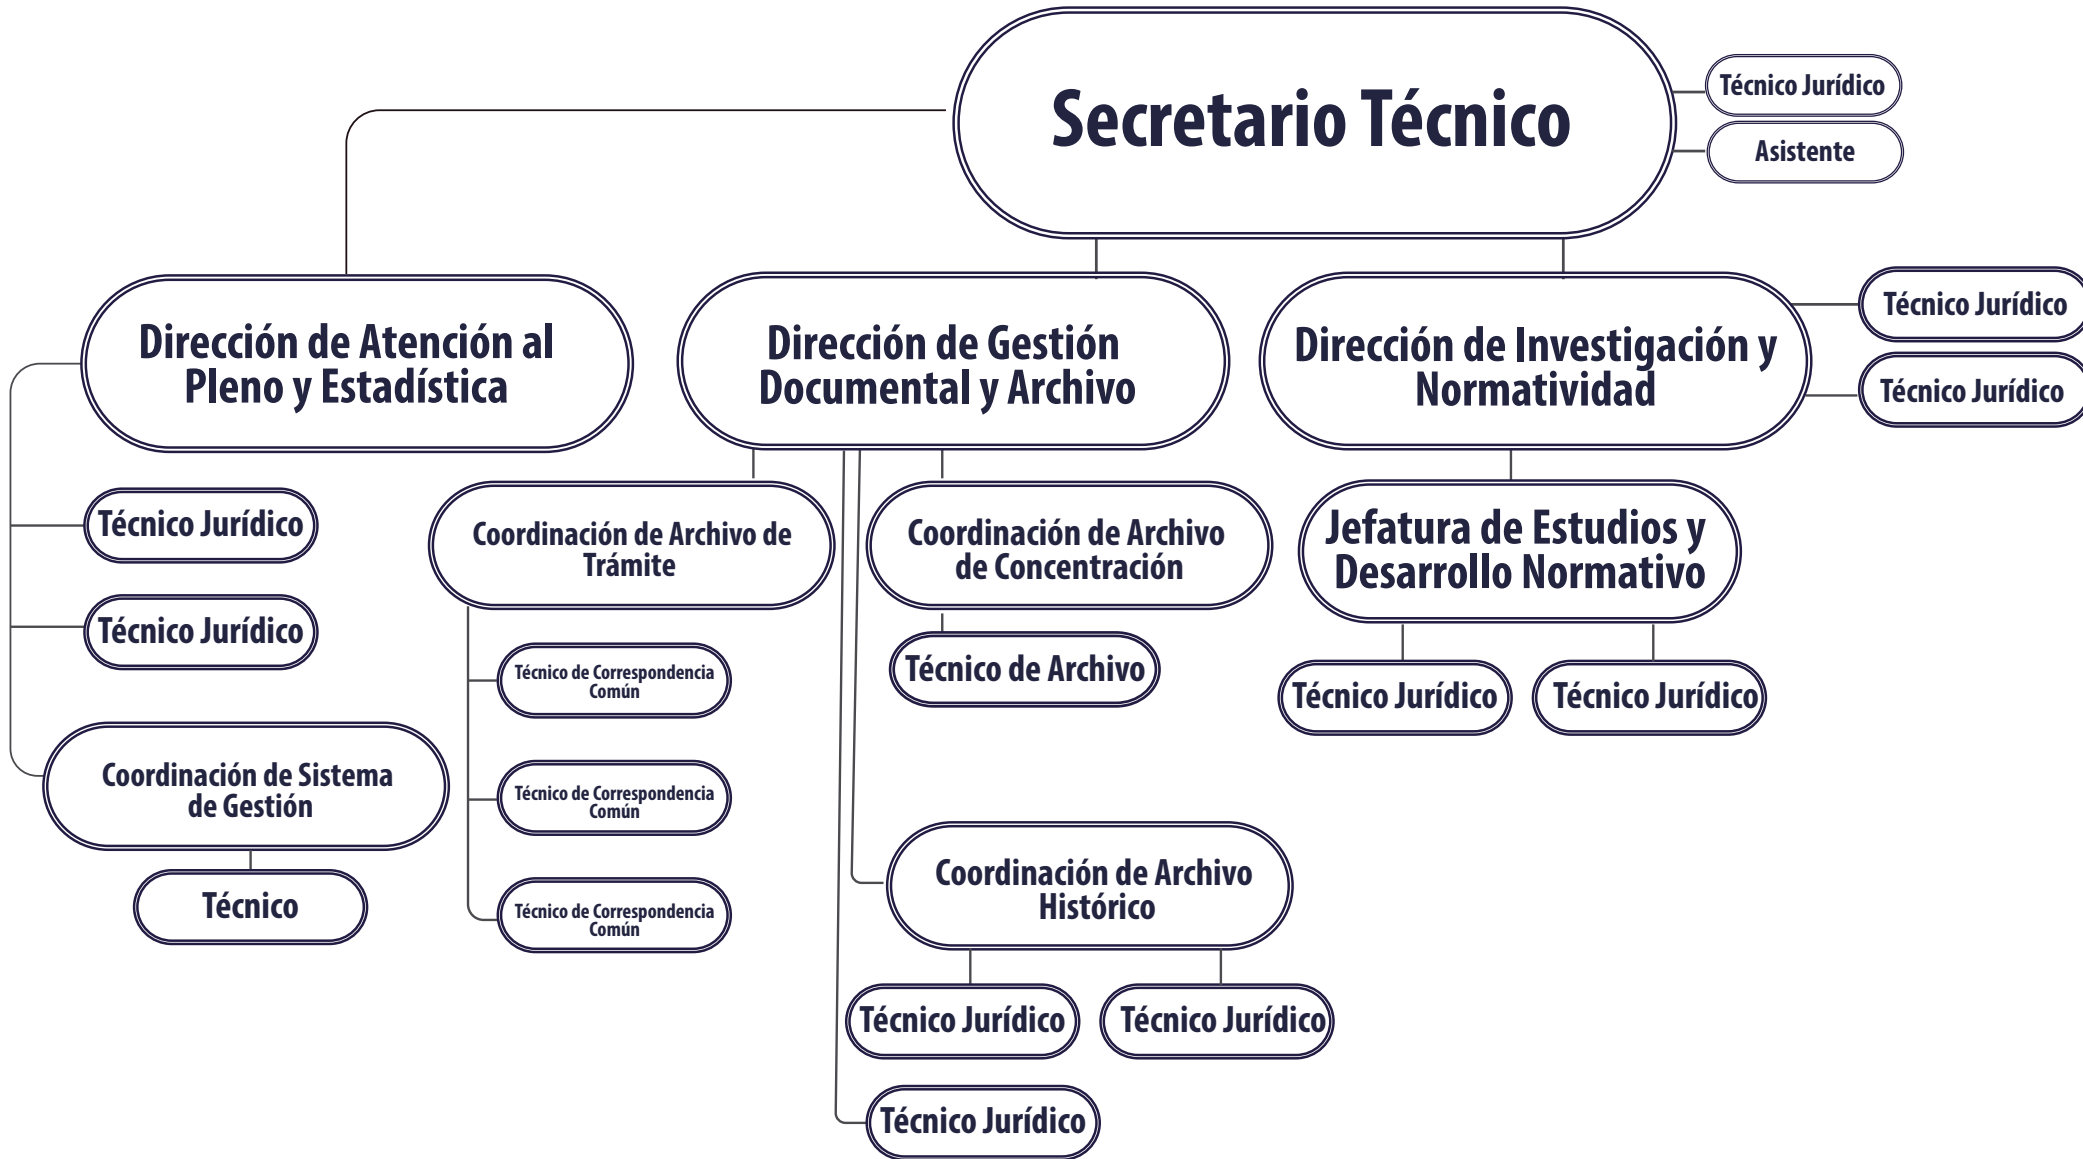 Secretario Técnico
Técnico Jurídico
Asistente
Dirección de Atención al
Pleno y Estadística
Dirección de Gestión
Documental y Archivo
Dirección de Investigación y
Normatividad
Técnico Jurídico
Técnico Jurídico
Técnico Jurídico
Técnico Jurídico
Coordinación de Sistema
de Gestión
Técnico
Coordinación de Archivo de
Trámite
Técnico de Correspondencia
Común
Técnico de Correspondencia
Común
Técnico de Correspondencia
Común
Coordinación de Archivo
de Concentración
Técnico de Archivo
Coordinación de Archivo
Histórico
Técnico Jurídico
Técnico Jurídico
Técnico Jurídico
Jefatura de Estudios y
Desarrollo Normativo
Técnico Jurídico
Técnico Jurídico